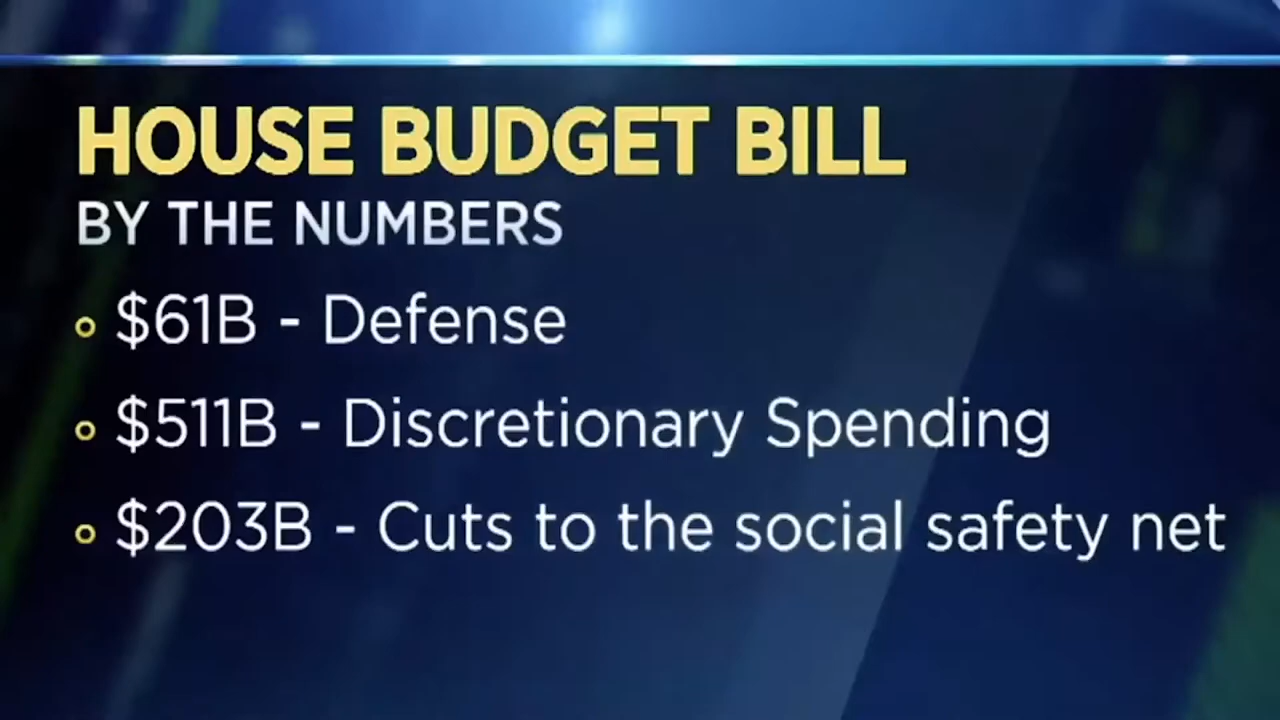 HOUSE BUDGET BILL
BY THE NUMBERS
$61B - Defense
$511B - Discretionary Spending
$203B - Cuts to the social safety net